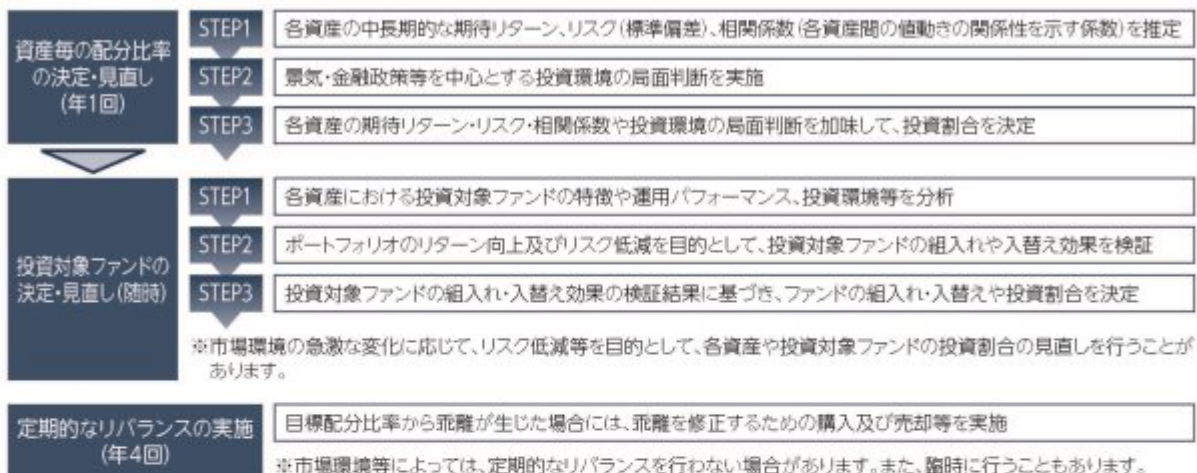 資産毎の配分比率
の決定・見直し
(年1回)
STEP1
各資産の中長期的な期待リターン、リスク(標準偏差)、相関係数(各資産間の値動きの関係性を示す係数)を推定
STEP2
景気・金融政策等を中心とする投資環境の局面判断を実施
STEP3
各資産の期待リターン・リスク・相関係数や投資環境の局面判断を加味して、投資割合を決定
投資対象ファンドの
決定・見直し(随時)
STEP1
各資産における投資対象ファンドの特徴や運用パフォーマンス、投資環境等を分析
STEP2
ポートフォリオのリターン向上及びリスク低減を目的として、投資対象ファンドの組入れや入替え効果を検証
STEP3
投資対象ファンドの組入れ・入替え効果の検証結果に基づき、ファンドの組入れ・入替えや投資割合を決定
※市場環境の急激な変化に応じて、リスク低減等を目的として、各資産や投資対象ファンドの投資割合の見直しを行うことが
あります。
定期的なリバランスの実施
(年4回)
目標配分比率から乖離が生じた場合には、乖離を修正するための購入及び売却等を実施
※市場環境等によっては、定期的なリバランスを行わない場合があります。また、臨時に行うこともあります。